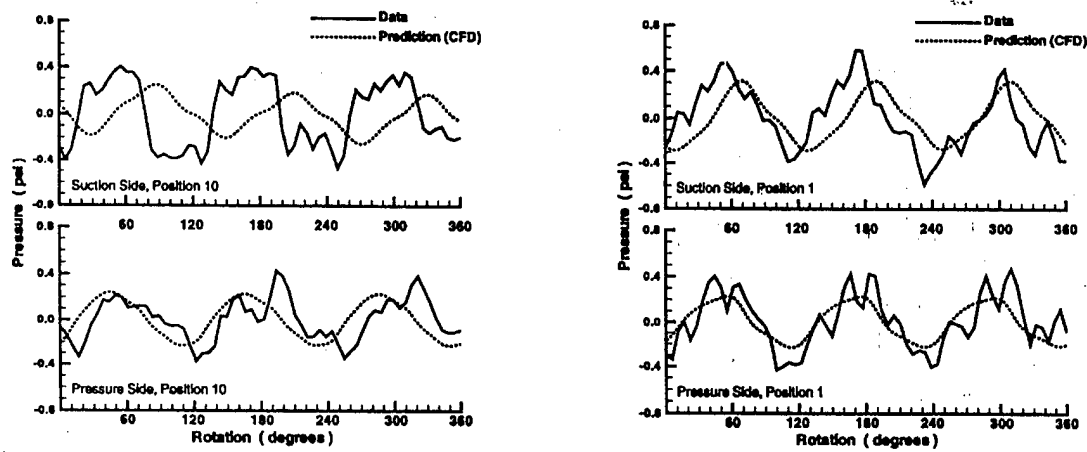 Data
Prediction (CFD)
0.8
0.4
0.0
-0.4
-0.8
Suction Side, Position 10
60 120 180 240 300 360
0.8
0.4
0.0
-0.4
-0.8
Pressure Side, Position 10
60 120 180 240 300 360
Pressure ( psi )
Rotation ( degrees )
Data
Prediction (CFD)
0.8
0.4
0.0
-0.4
-0.8
Suction Side, Position 1
60 120 180 240 300 360
0.8
0.4
0.0
-0.4
-0.8
Pressure Side, Position 1
60 120 180 240 300 360
Pressure ( psi )
Rotation ( degrees )